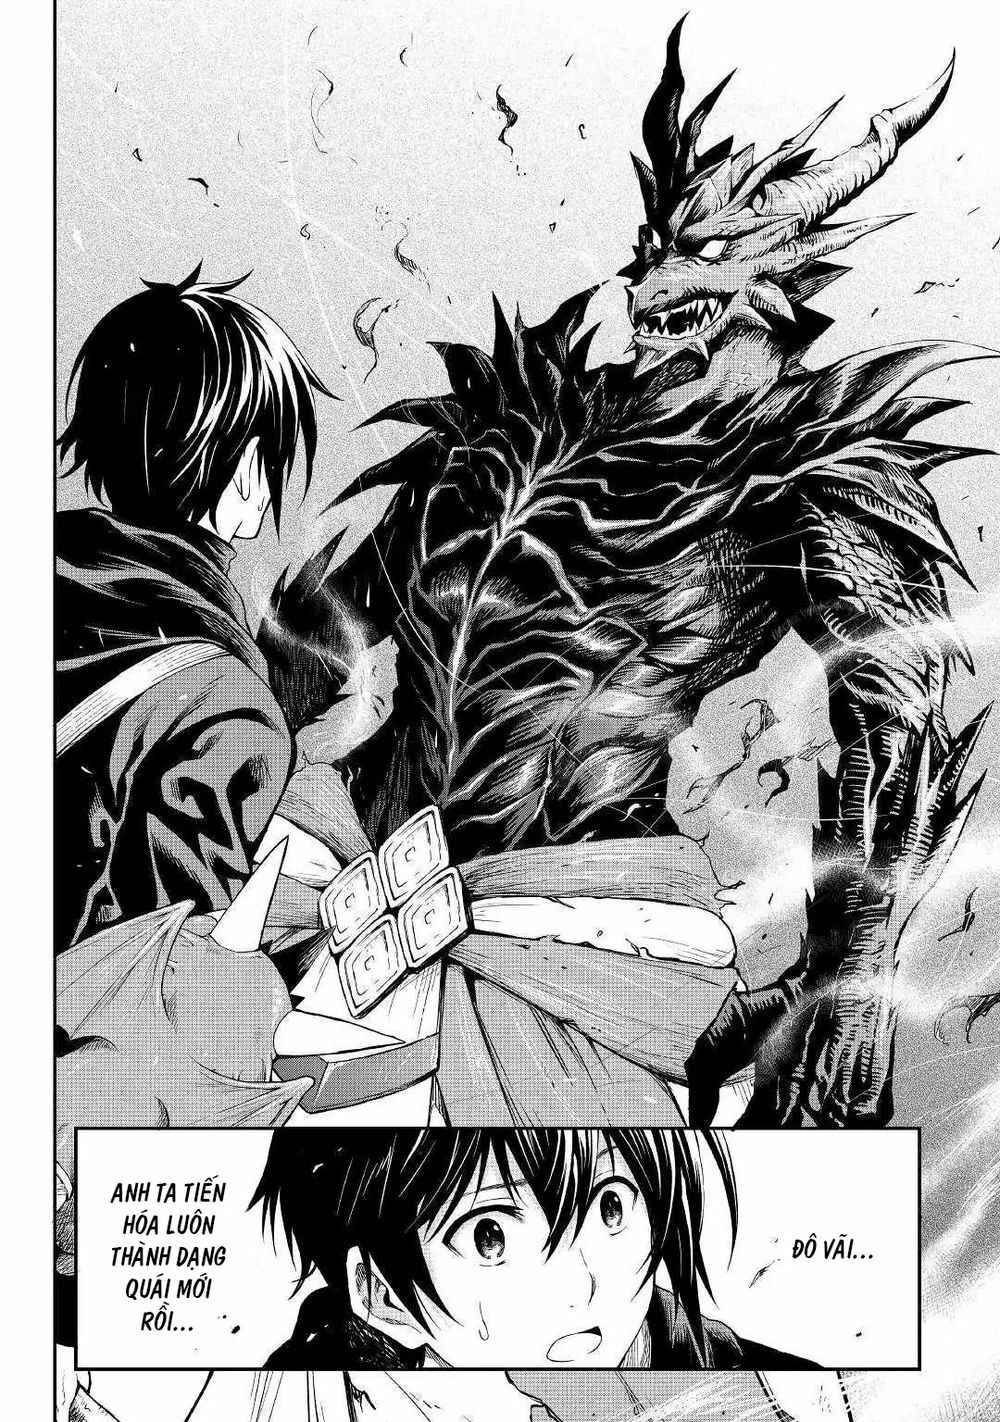 ĐÔ VÃI...
ANH TA TIẾN
HÓA LUÔN
THÀNH DẠNG
QUÁI MỚI
RỒI...